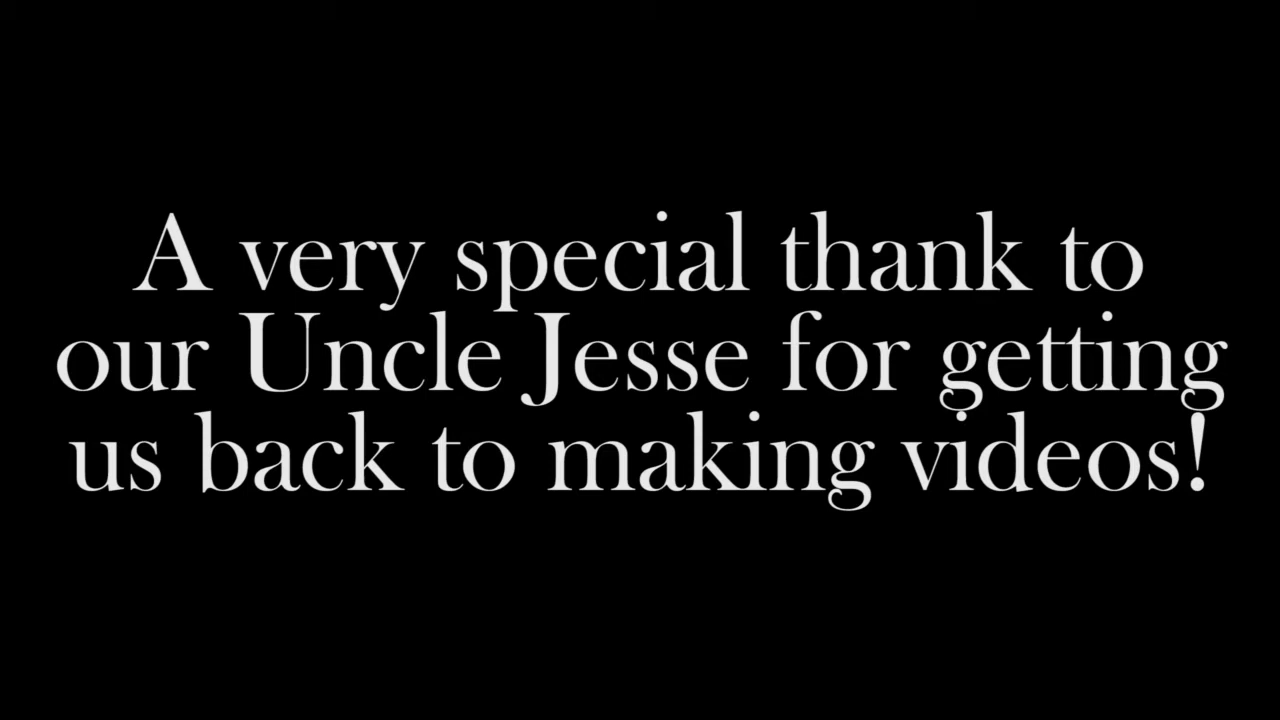 A very special thank to
our Uncle Jesse for getting
us back to making videos!